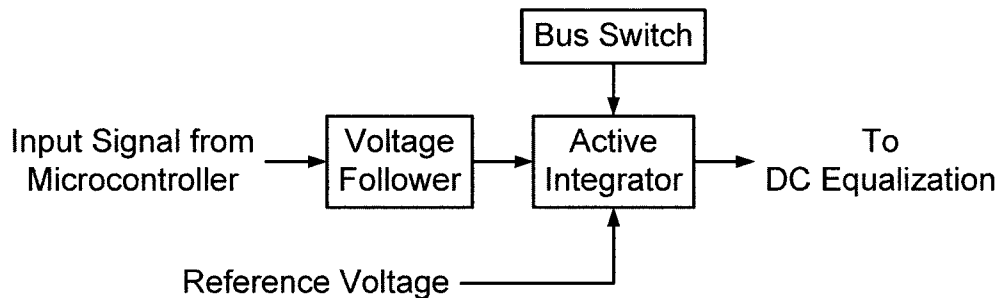 Bus Switch
Input Signal from
Microcontroller
Voltage
Follower
Active
Integrator
To
DC Equalization
Reference Voltage